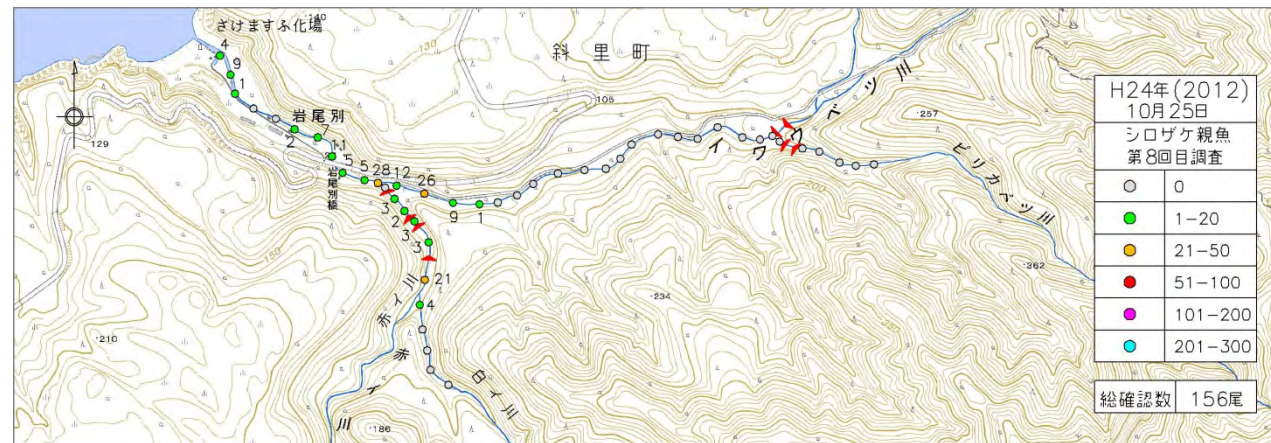 さけますふ化場
140
130
斜里町
105
129
150
岩尾別
岩尾別橋
4
9
1
2
7
11
5
5
28
12
26
9
1
3
2
3
3
21
4
イワウベツ川
ピリカベツ川
赤イ川
赤イ川
白イ川
257
262
234
210
186
H24年(2012)
10月25日
シロザケ親魚
第8回目調査
0
1-20
21-50
51-100
101-200
201-300
総確認数 156尾